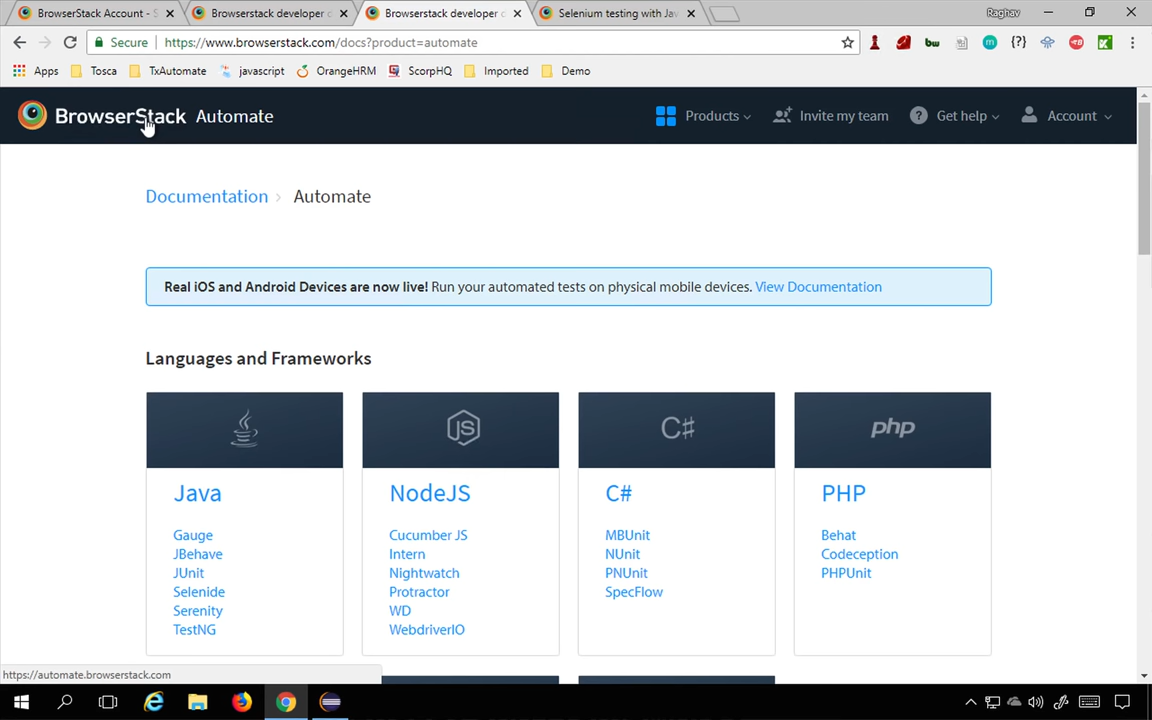 BrowserStack Account - S
Browserstack developer d
Browserstack developer d
Selenium testing with Jav
Raghav
Secure
https://www.browserstack.com/docs?product=automate
Apps
Tosca
TxAutomate
javascript
OrangeHRM
ScorpHQ
Imported
Demo
BrowserStack Automate
Products
Invite my team
Get help
Account
Documentation › Automate
Real iOS and Android Devices are now live! Run your automated tests on physical mobile devices. View Documentation
Languages and Frameworks
Java
Gauge
JBehave
JUnit
Selenide
Serenity
TestNG
JS
NodeJS
Cucumber JS
Intern
Nightwatch
Protractor
WD
WebdriverIO
C#
C#
MBUnit
NUnit
PNUnit
SpecFlow
php
PHP
Behat
Codeception
PHPUnit
https://automate.browserstack.com